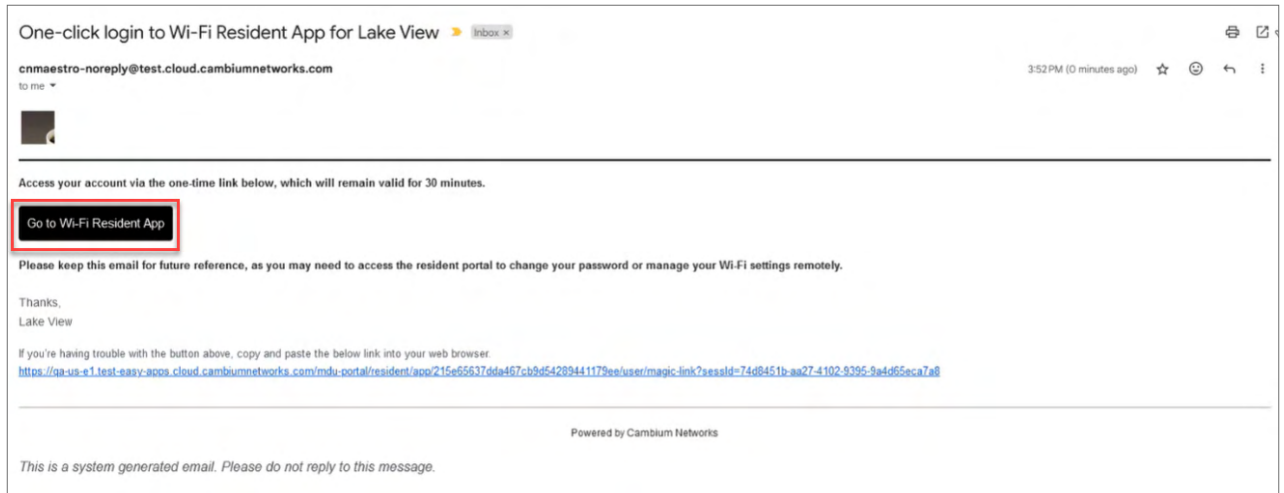 One-click login to Wi-Fi Resident App for Lake View Inbox ×
cnmaestro-noreply@test.cloud.cambiumnetworks.com 3:52 PM (0 minutes ago)
to me
Access your account via the one-time link below, which will remain valid for 30 minutes.
Go to Wi-Fi Resident App
Please keep this email for future reference, as you may need to access the resident portal to change your password or manage your Wi-Fi settings remotely.
Thanks,
Lake View
If you're having trouble with the button above, copy and paste the below link into your web browser.
https://qa-us-e1.test-easy-apps.cloud.cambiumnetworks.com/mdu-portal/resident/app/215e65637dda467cb9d54289441179ee/user/magic-link?sessId=74d8451b-aa27-4102-9395-9a4d65eca7a8
Powered by Cambium Networks
This is a system generated email. Please do not reply to this message.